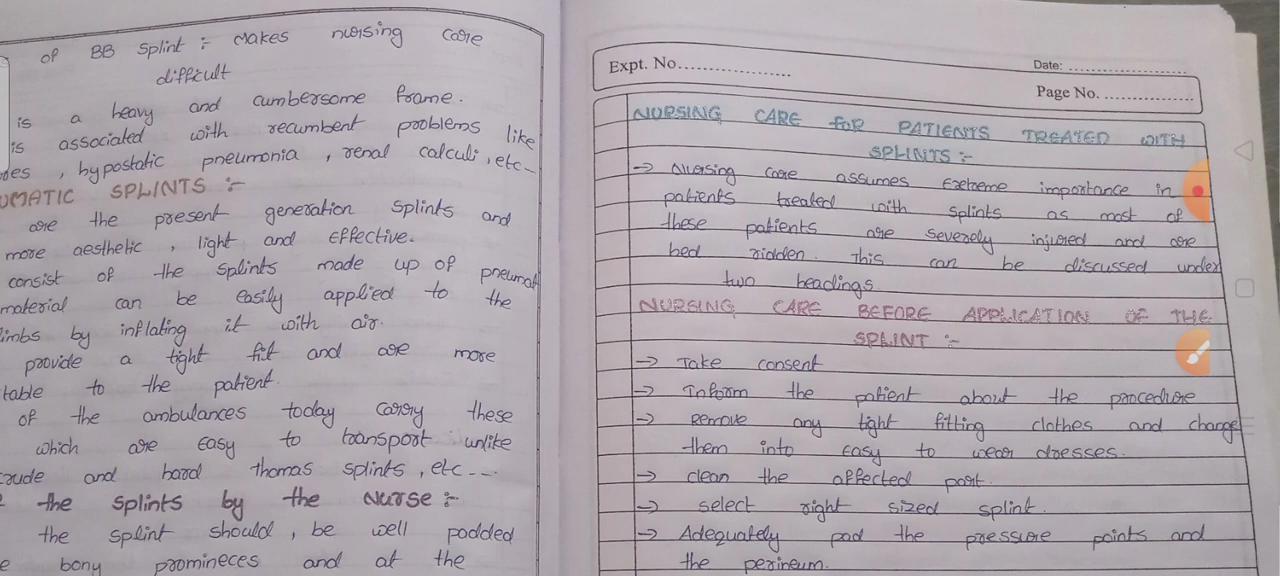 of BB splint :- Makes nursing care
difficult
is a heavy and cumbersome frame.
is associated with recumbent problems like
, hypostatic pneumonia, renal calculi, etc-
UMATIC SPLINTS :-
are the present generation splints and
more aesthetic, light and Effective.
consist of the splints made up of pneumat
material can be easily applied to the
limbs by inflating it with air.
provide a tight fit and are more
table to the patient.
of the ambulances today carry these
which are easy to transport unlike
crude and hard thomas splints, etc ---
the splints by the Nurse :-
the splint should, be well padded
bony promineces and at the
Expt. No
Date:
Page No.
NURSING CARE for PATIENTS TREATED WITH
SPLINTS :-
→ Nursing care assumes Extreme importance in
patients treated with splints as most of
these patients are severely injured and are
bed ridden. This can be discussed under
two headings
NURSING CARE BEFORE APPLICATION OF THE
SPLINT :-
→ Take consent
→ Inform the patient about the procedure
→ Remove any tight fitting clothes and change
them into easy to wear dresses.
→ clean the affected part.
→ select right sized splint.
→ Adequately pad the pressure points and
the perineum.